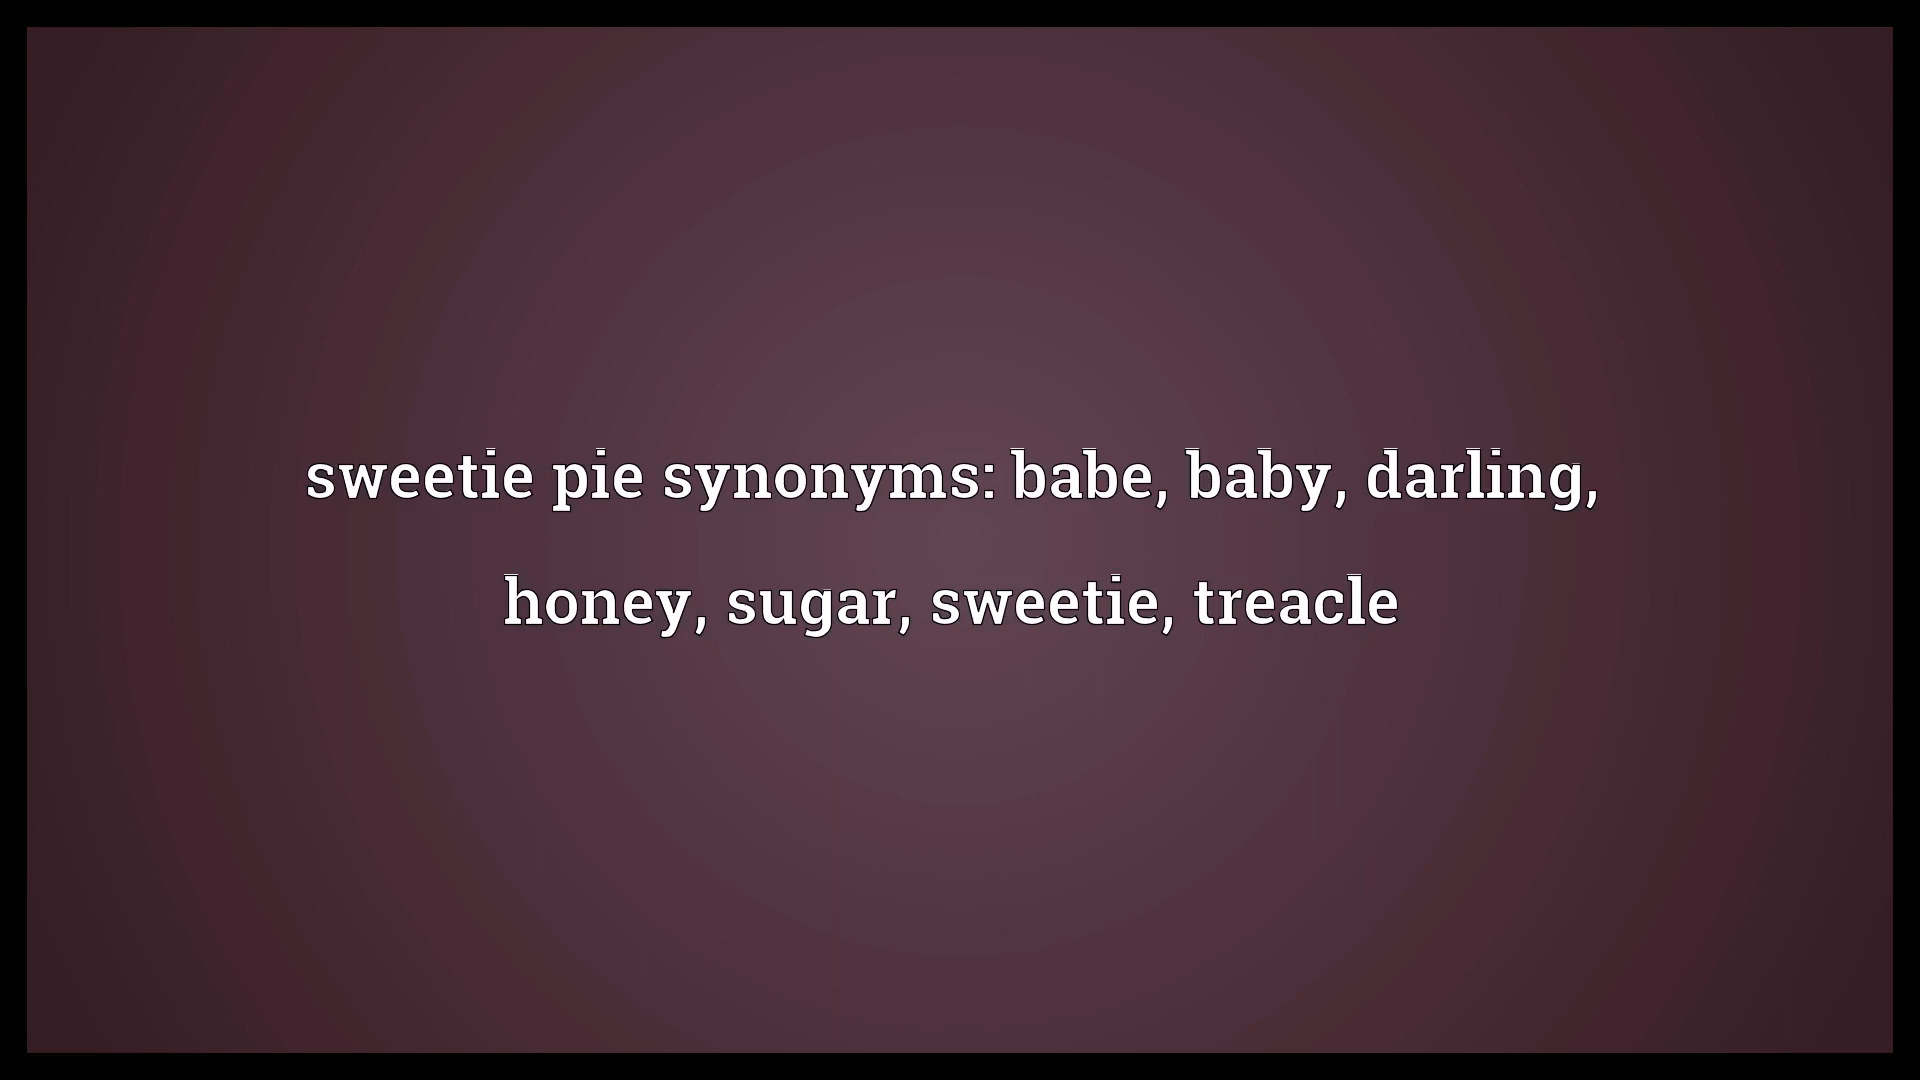 sweetie pie synonyms: babe, baby, darling,
honey, sugar, sweetie, treacle